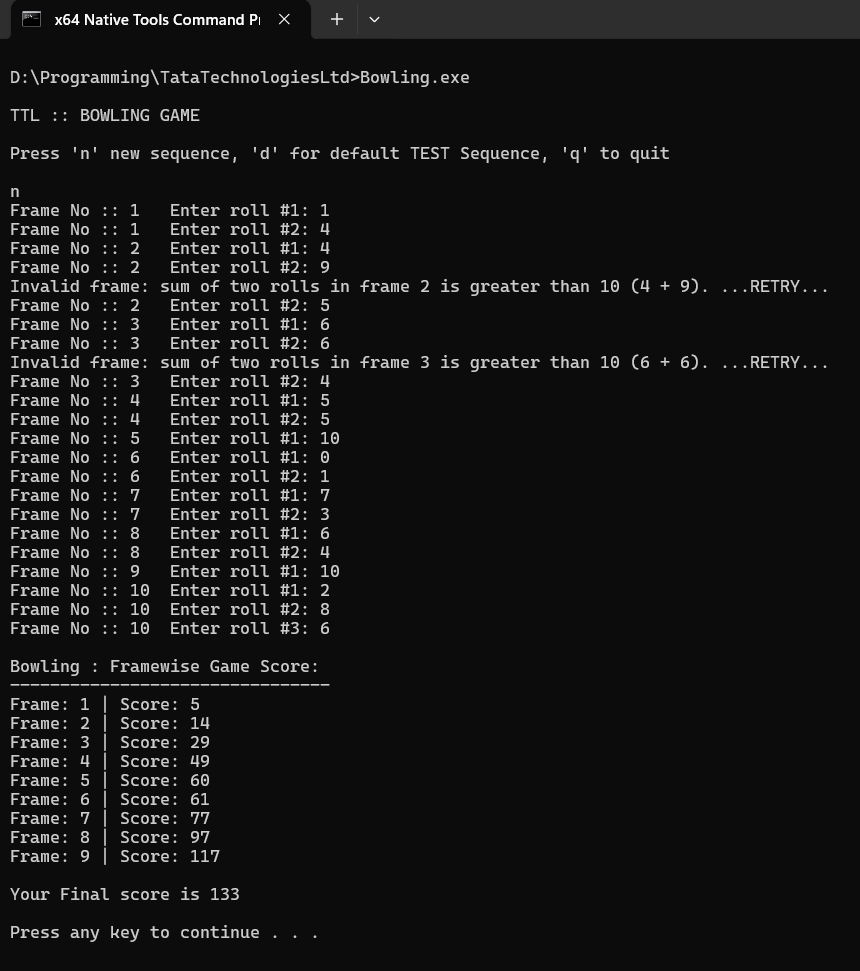 x64 Native Tools Command Pr
D:\Programming\TataTechnologiesLtd>Bowling.exe
TTL :: BOWLING GAME
Press 'n' new sequence, 'd' for default TEST Sequence, 'q' to quit
n
Frame No :: 1   Enter roll #1: 1
Frame No :: 1   Enter roll #2: 4
Frame No :: 2   Enter roll #1: 4
Frame No :: 2   Enter roll #2: 9
Invalid frame: sum of two rolls in frame 2 is greater than 10 (4 + 9). ...RETRY...
Frame No :: 2   Enter roll #2: 5
Frame No :: 3   Enter roll #1: 6
Frame No :: 3   Enter roll #2: 6
Invalid frame: sum of two rolls in frame 3 is greater than 10 (6 + 6). ...RETRY...
Frame No :: 3   Enter roll #2: 4
Frame No :: 4   Enter roll #1: 5
Frame No :: 4   Enter roll #2: 5
Frame No :: 5   Enter roll #1: 10
Frame No :: 6   Enter roll #1: 0
Frame No :: 6   Enter roll #2: 1
Frame No :: 7   Enter roll #1: 7
Frame No :: 7   Enter roll #2: 3
Frame No :: 8   Enter roll #1: 6
Frame No :: 8   Enter roll #2: 4
Frame No :: 9   Enter roll #1: 10
Frame No :: 10  Enter roll #1: 2
Frame No :: 10  Enter roll #2: 8
Frame No :: 10  Enter roll #3: 6
Bowling : Framewise Game Score:
--------------------------------
Frame: 1 | Score: 5
Frame: 2 | Score: 14
Frame: 3 | Score: 29
Frame: 4 | Score: 49
Frame: 5 | Score: 60
Frame: 6 | Score: 61
Frame: 7 | Score: 77
Frame: 8 | Score: 97
Frame: 9 | Score: 117
Your Final score is 133
Press any key to continue . . .